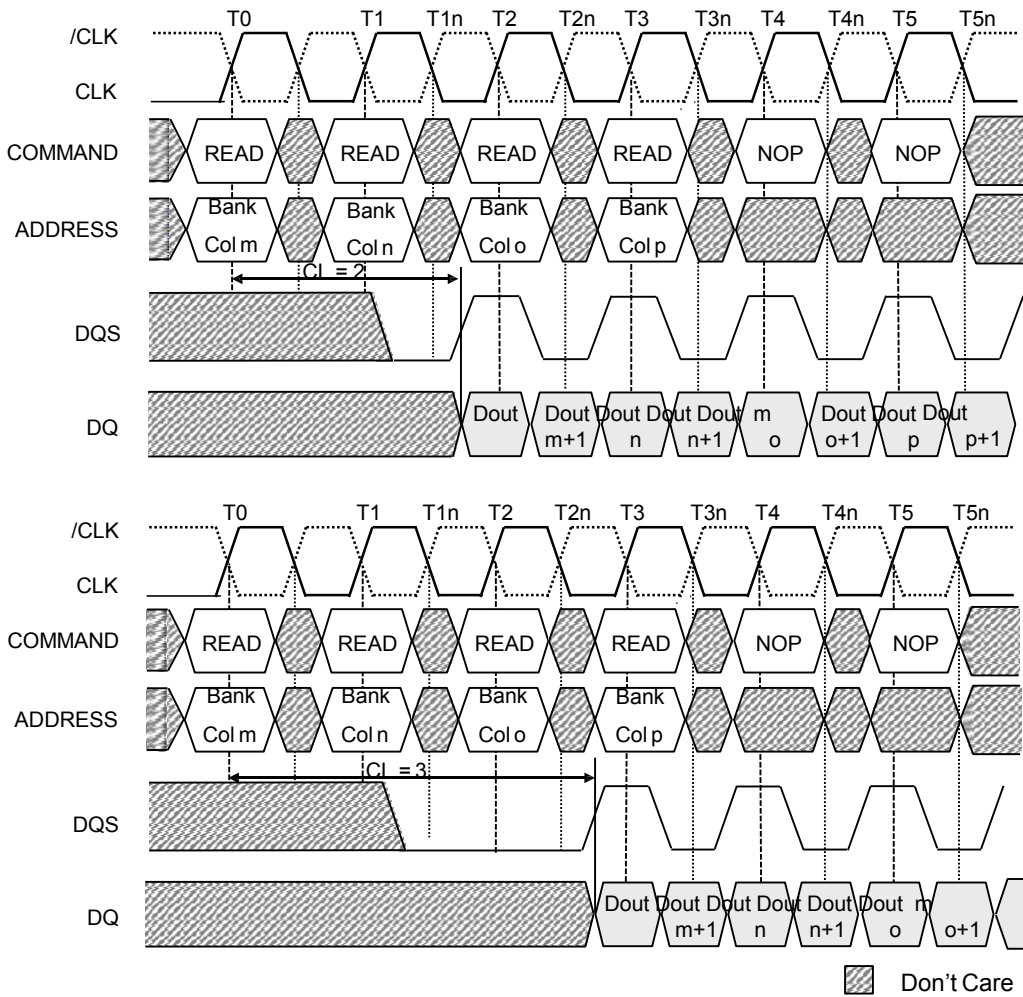 T0 T1 T1n T2 T2n T3 T3n T4 T4n T5 T5n
/CLK
CLK
COMMAND READ READ READ READ NOP NOP
ADDRESS Bank Bank Bank Bank
Col m Col n Col o Col p
CL = 2
DQS
DQ Dout Dout Dout Dout Dout m Dout Dout Dout
m+1 n n+1 o o+1 p p+1
T0 T1 T1n T2 T2n T3 T3n T4 T4n T5 T5n
/CLK
CLK
COMMAND READ READ READ READ NOP NOP
ADDRESS Bank Bank Bank Bank
Col m Col n Col o Col p
CL = 3
DQS
DQ Dout Dout Dout Dout Dout Dout m
m+1 n n+1 o o+1
Don't Care